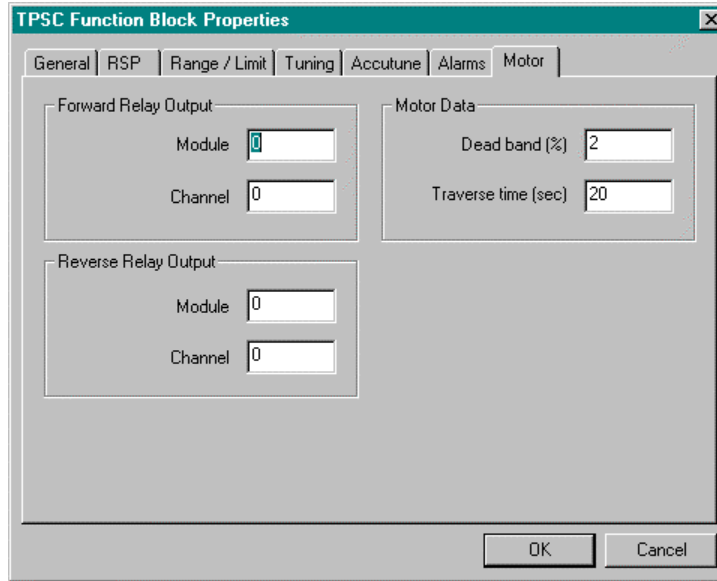 TPSC Function Block Properties
General RSP Range / Limit Tuning Accutune Alarms Motor
Forward Relay Output
Module 0
Channel 0
Motor Data
Dead band (%) 2
Traverse time (sec) 20
Reverse Relay Output
Module 0
Channel 0
OK Cancel